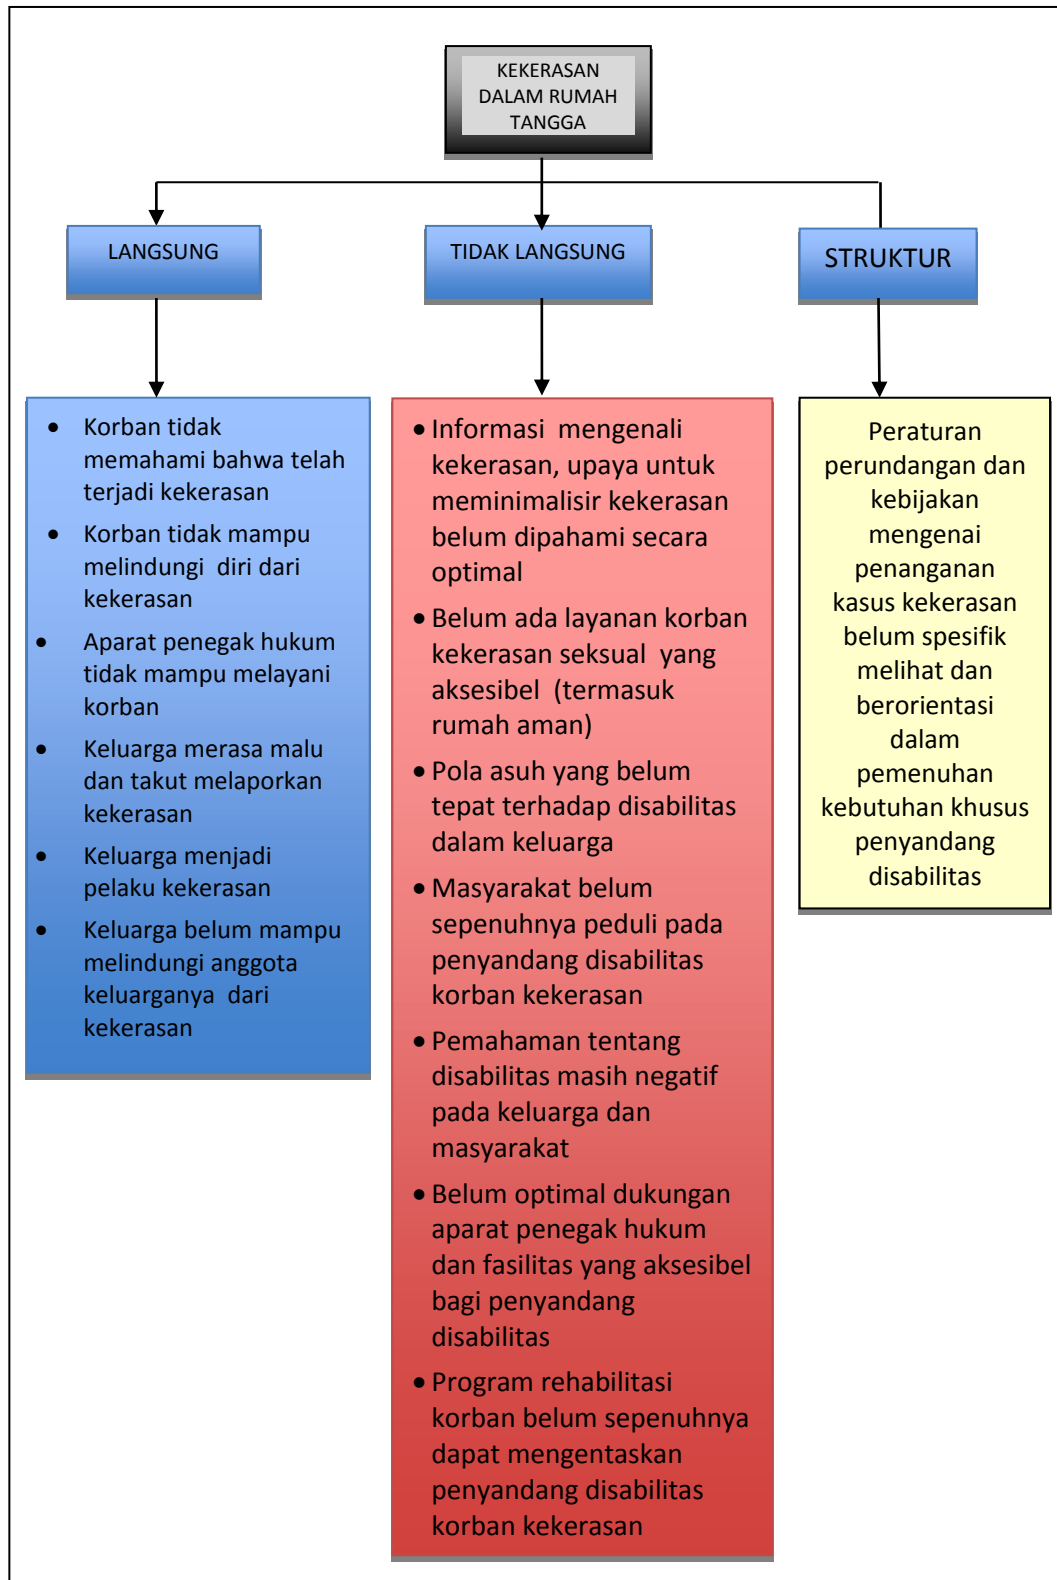 KEKERASAN
DALAM RUMAH
TANGGA
LANGSUNG
TIDAK LANGSUNG
STRUKTUR
• Korban tidak
memahami bahwa telah
terjadi kekerasan
• Korban tidak mampu
melindungi diri dari
kekerasan
• Aparat penegak hukum
tidak mampu melayani
korban
• Keluarga merasa malu
dan takut melaporkan
kekerasan
• Keluarga menjadi
pelaku kekerasan
• Keluarga belum mampu
melindungi anggota
keluarganya dari
kekerasan
• Informasi mengenali
kekerasan, upaya untuk
meminimalisir kekerasan
belum dipahami secara
optimal
• Belum ada layanan korban
kekerasan seksual yang
aksesibel (termasuk
rumah aman)
• Pola asuh yang belum
tepat terhadap disabilitas
dalam keluarga
• Masyarakat belum
sepenuhnya peduli pada
penyandang disabilitas
korban kekerasan
• Pemahaman tentang
disabilitas masih negatif
pada keluarga dan
masyarakat
• Belum optimal dukungan
aparat penegak hukum
dan fasilitas yang aksesibel
bagi penyandang
disabilitas
• Program rehabilitasi
korban belum sepenuhnya
dapat mengentaskan
penyandang disabilitas
korban kekerasan
Peraturan
perundangan dan
kebijakan
mengenai
penanganan
kasus kekerasan
belum spesifik
melihat dan
berorientasi
dalam
pemenuhan
kebutuhan khusus
penyandang
disabilitas